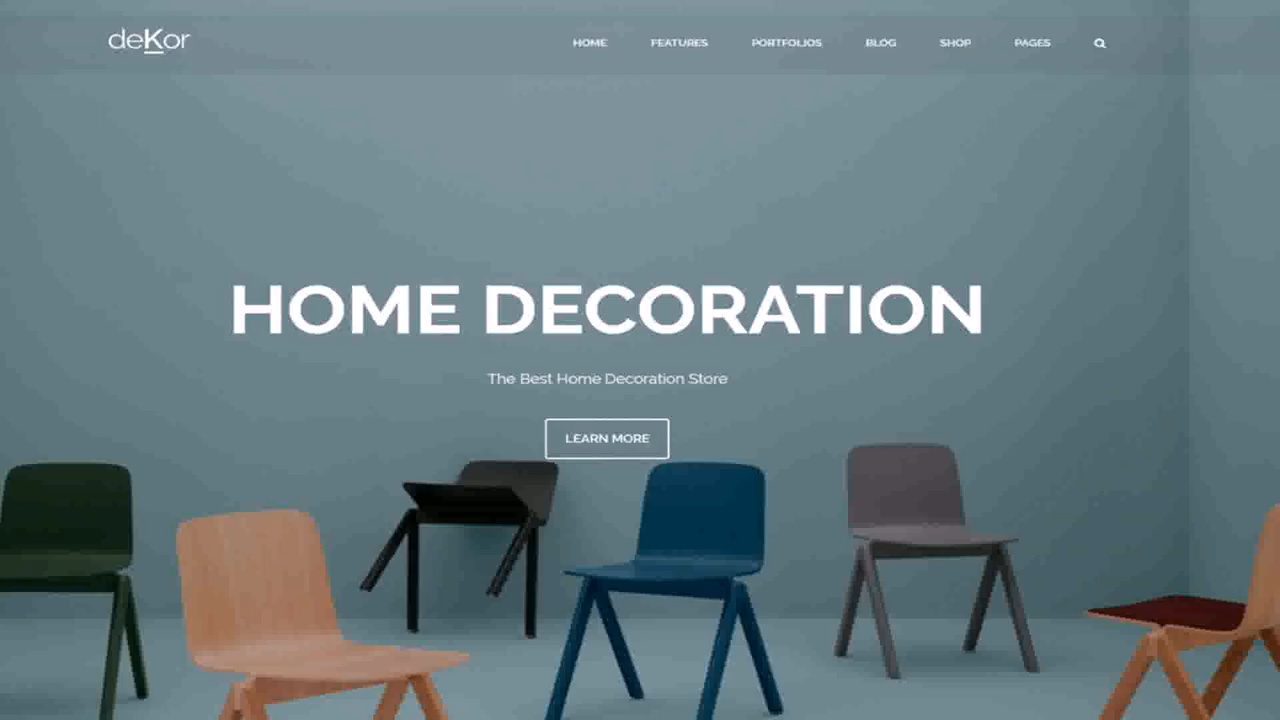 deKor
HOME FEATURES PORTFOLIOS BLOG SHOP PAGES
HOME DECORATION
The Best Home Decoration Store
LEARN MORE